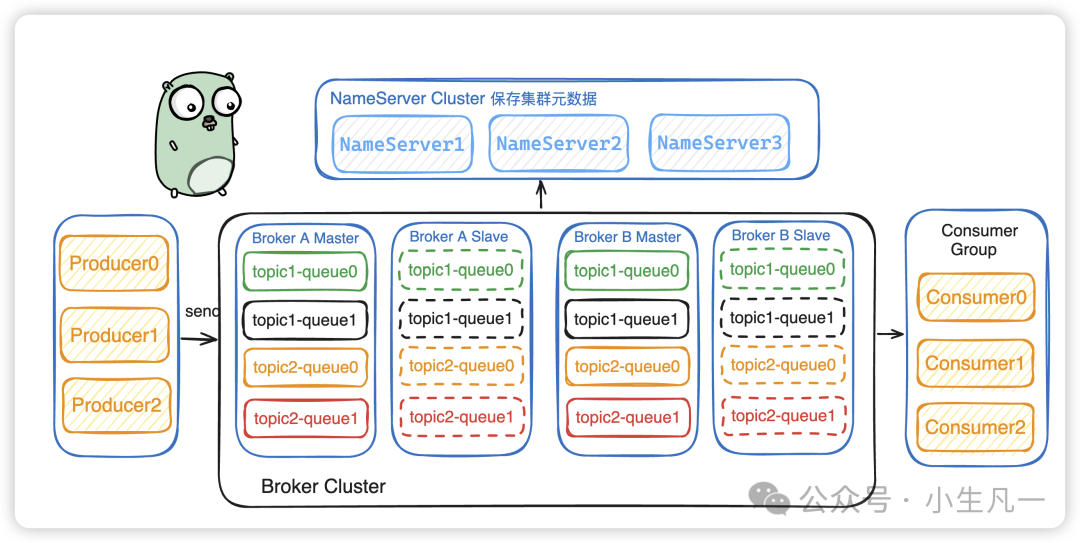 NameServer Cluster 保存集群元数据
NameServer1
NameServer2
NameServer3
Producer0
Producer1
Producer2
send
Broker A Master
topic1-queue0
topic1-queue1
topic2-queue0
topic2-queue1
Broker A Slave
topic1-queue0
topic1-queue1
topic2-queue0
topic2-queue1
Broker B Master
topic1-queue0
topic1-queue1
topic2-queue0
topic2-queue1
Broker B Slave
topic1-queue0
topic1-queue1
topic2-queue0
topic2-queue1
Broker Cluster
Consumer
Group
Consumer0
Consumer1
Consumer2
公众号 · 小生凡一